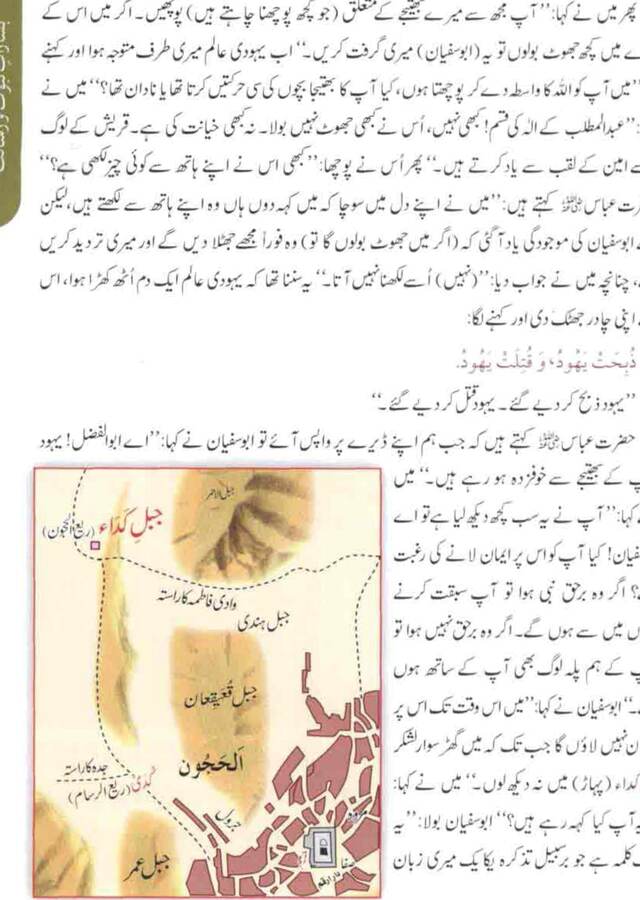 پھر میں نے کہا: ’’آپ مجھ سے میرے بھتیجے کے متعلق (جو کچھ پوچھنا چاہتے ہیں) پوچھیں۔ اگر میں اس کے
میں کچھ جھوٹ بولوں تو یہ (ابوسفیان) میری گرفت کریں۔‘‘ اب یہودی عالم میری طرف متوجہ ہوا اور کہنے
’’میں آپ کو اللہ کا واسطہ دے کر پوچھتا ہوں، کیا آپ کا بھتیجا بچوں کی سی حرکتیں کرتا تھا یا نادان تھا؟‘‘ میں نے
: ’’عبدالمطلب کے الٰہ کی قسم! کبھی نہیں، اُس نے کبھی جھوٹ نہیں بولا۔ نہ کبھی خیانت کی ہے۔ قریش کے لوگ
سے امین کے لقب سے یاد کرتے ہیں۔‘‘ پھر اُس نے پوچھا: ’’کبھی اس نے اپنے ہاتھ سے کوئی چیز لکھی ہے؟‘‘
عباس کہتے ہیں: ’’میں نے اپنے دل میں سوچا کہ میں کہہ دوں ہاں وہ اپنے ہاتھ سے لکھتے ہیں، لیکن
ابوسفیان کی موجودگی یاد آگئی کہ (اگر میں جھوٹ بولوں گا تو) وہ فوراً مجھے جھٹلا دیں گے اور میری تردید کریں
، چنانچہ میں نے جواب دیا: ’’(نہیں) اُسے لکھنا نہیں آتا۔‘‘ یہ سننا تھا کہ یہودی عالم ایک دم اُٹھ کھڑا ہوا، اس
اپنی چادر جھٹک دی اور کہنے لگا:
ذُبِحَتْ يَهُودُ، وَ قُتِلَتْ يَهُودُ.
’’یہود ذبح کر دیے گئے۔ یہود قتل کر دیے گئے۔‘‘
حضرت عباس کہتے ہیں کہ جب ہم اپنے ڈیرے پر واپس آئے تو ابوسفیان نے کہا: ’’اے ابوالفضل! یہود
کے بھتیجے سے خوفزدہ ہو رہے ہیں۔‘‘ میں
کہا: ’’آپ نے یہ سب کچھ دیکھ لیا ہے تو اے
کیا آپ کو اس پر ایمان لانے کی رغبت
؟ اگر وہ برحق نبی ہوا تو آپ سبقت کرنے
میں سے ہوں گے۔ اگر وہ برحق نہیں ہوا تو
کے ہم پلہ لوگ بھی آپ کے ساتھ ہوں
ابوسفیان نے کہا: ’’میں اس وقت تک اس پر
نہیں لاؤں گا جب تک کہ میں گھڑ سوار لشکر
کداء (پہاڑ) میں نہ دیکھ لوں۔‘‘ میں نے کہا:
آپ کیا کہہ رہے ہیں؟‘‘ ابوسفیان بولا: ’’یہ
کلمہ ہے جو برسبیل تذکرہ یکایک میری زبان
جبل الاحمر
جبل کَدَاء
(ریع الحجون)
وادی فاطمہ کا راستہ
جبل ہندی
جبل قُعَیقعان
اَلحَجُون
جدہ کا راستہ
کُدیٰ (ریع الرسام)
جبل عمر
مروہ
صفا
دار ارقم